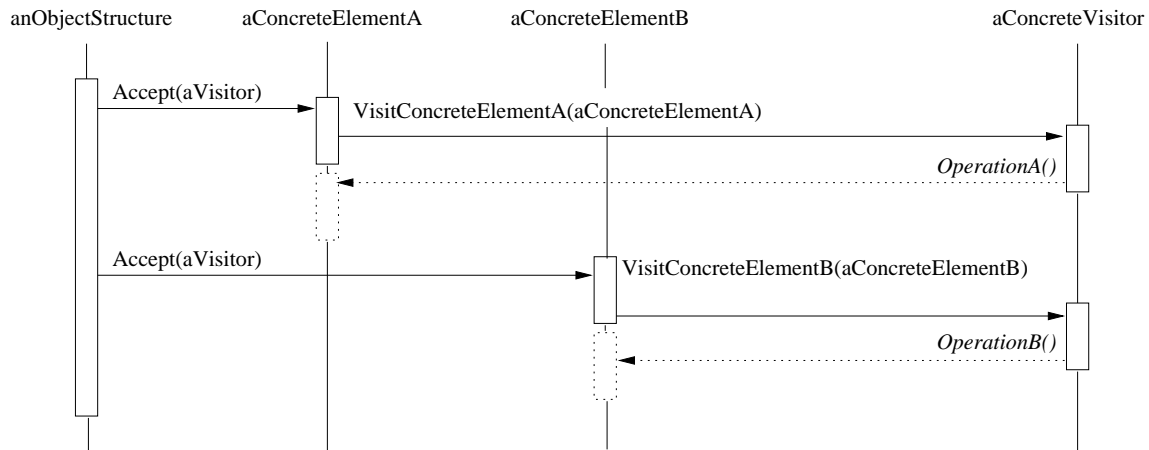 anObjectStructure
aConcreteElementA
aConcreteElementB
aConcreteVisitor
Accept(aVisitor)
VisitConcreteElementA(aConcreteElementA)
OperationA()
Accept(aVisitor)
VisitConcreteElementB(aConcreteElementB)
OperationB()